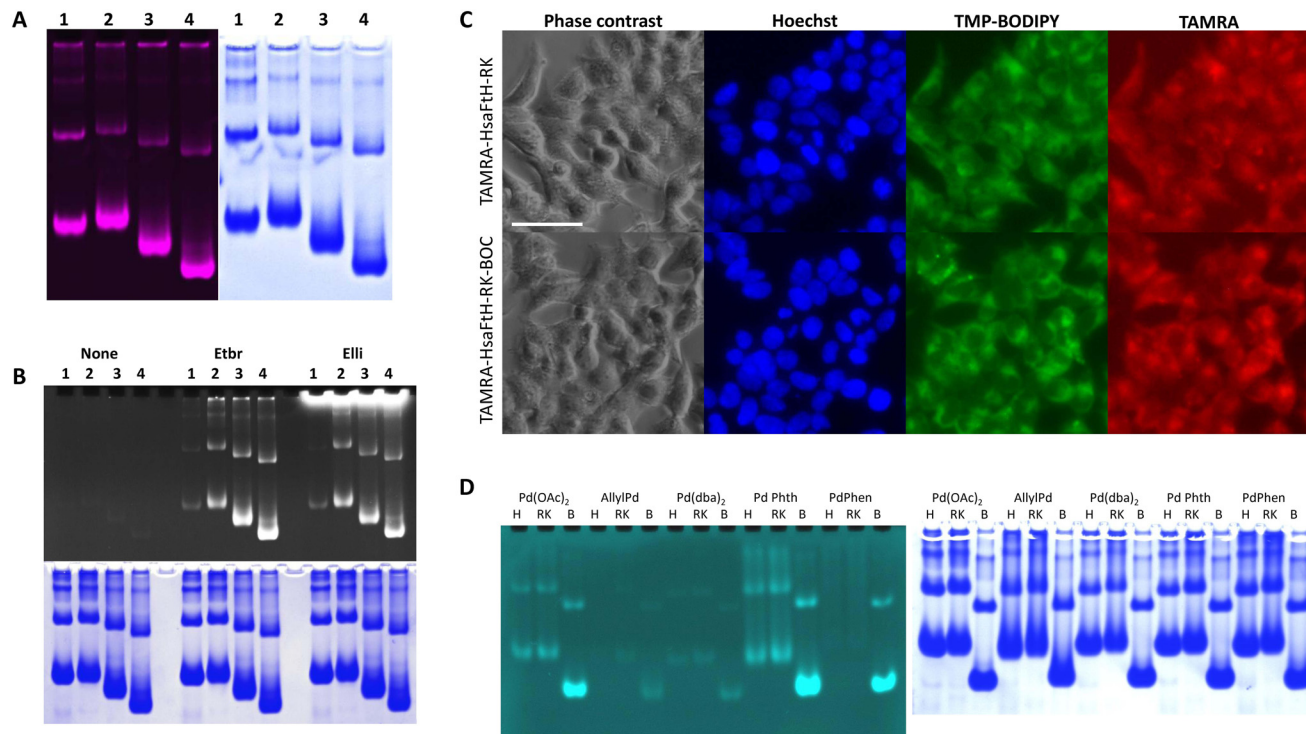 A
1 2 3 4
1 2 3 4
B
None Etbr Elli
1 2 3 4 1 2 3 4 1 2 3 4
C
Phase contrast Hoechst TMP-BODIPY TAMRA
TAMRA-HsaFtH-RK
TAMRA-HsaFtH-RK-BOC
D
Pd(OAc)₂ AllylPd Pd(dba)₂ Pd Phth PdPhen
H RK B H RK B H RK B H RK B H RK B
Pd(OAc)₂ AllylPd Pd(dba)₂ Pd Phth PdPhen
H RK B H RK B H RK B H RK B H RK B